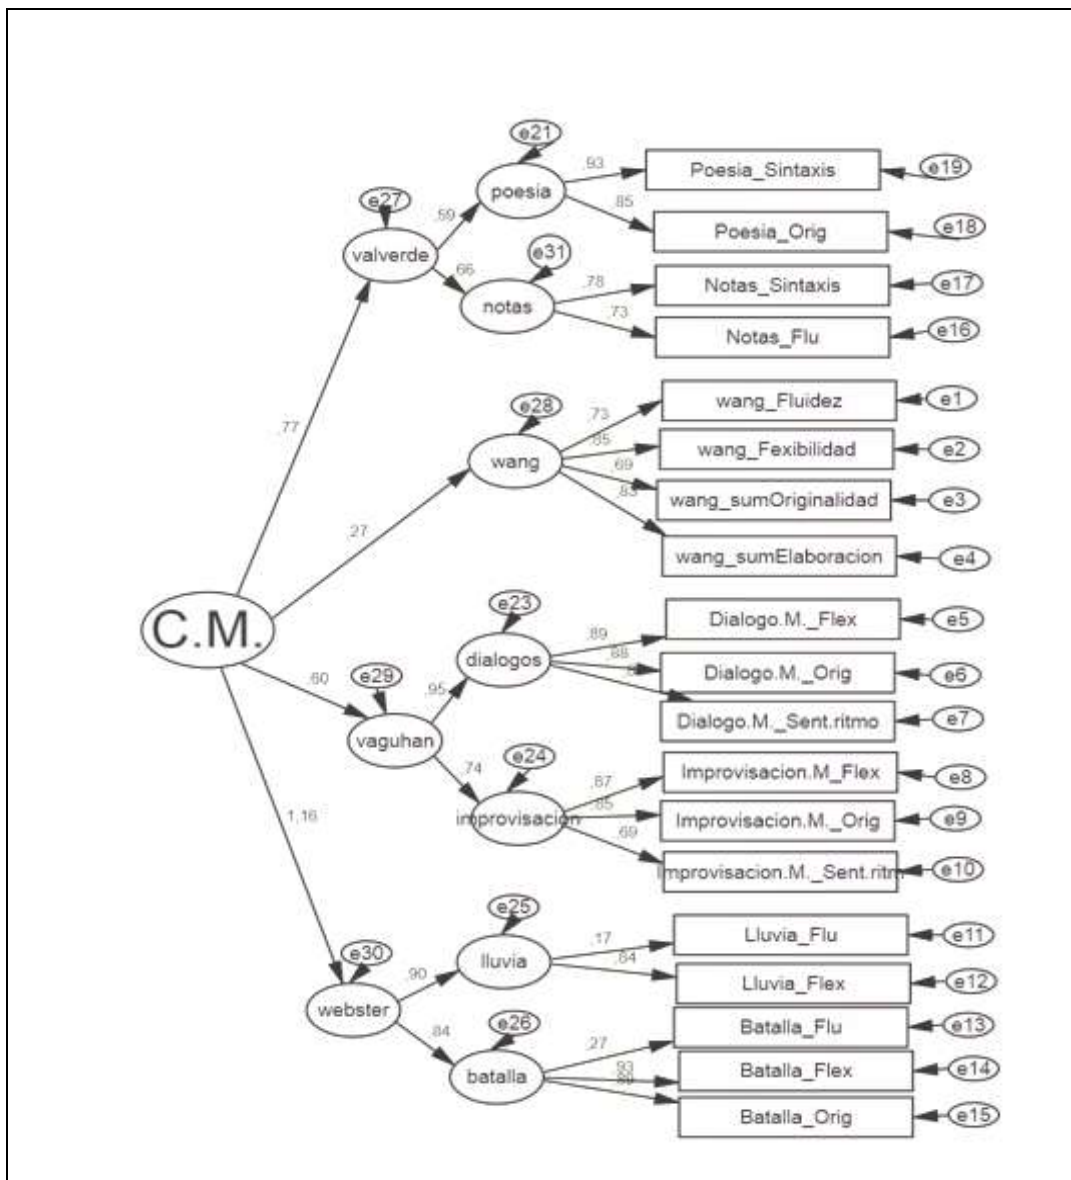 e21
,93
Poesia_Sintaxis
e19
poesia
e27
,59
,85
Poesia_Orig
e18
valverde
e31
,66
,78
Notas_Sintaxis
e17
notas
,73
Notas_Flu
e16
,77
e28
,73
wang_Fluidez
e1
,85
wang_Fexibilidad
e2
wang
,69
wang_sumOriginalidad
e3
,83
wang_sumElaboracion
e4
,27
C.M.
e23
,89
Dialogo.M._Flex
e5
dialogos
,88
Dialogo.M._Orig
e6
Dialogo.M._Sent.ritmo
e7
,60
e29
,95
vaguhan
,74
e24
,87
Improvisacion.M_Flex
e8
improvisacion
,85
Improvisacion.M._Orig
e9
,69
Improvisacion.M._Sent.ritm
e10
1,16
e25
,17
Lluvia_Flu
e11
lluvia
,84
Lluvia_Flex
e12
e30
,90
webster
,84
e26
,27
Batalla_Flu
e13
batalla
,93
Batalla_Flex
e14
,89
Batalla_Orig
e15